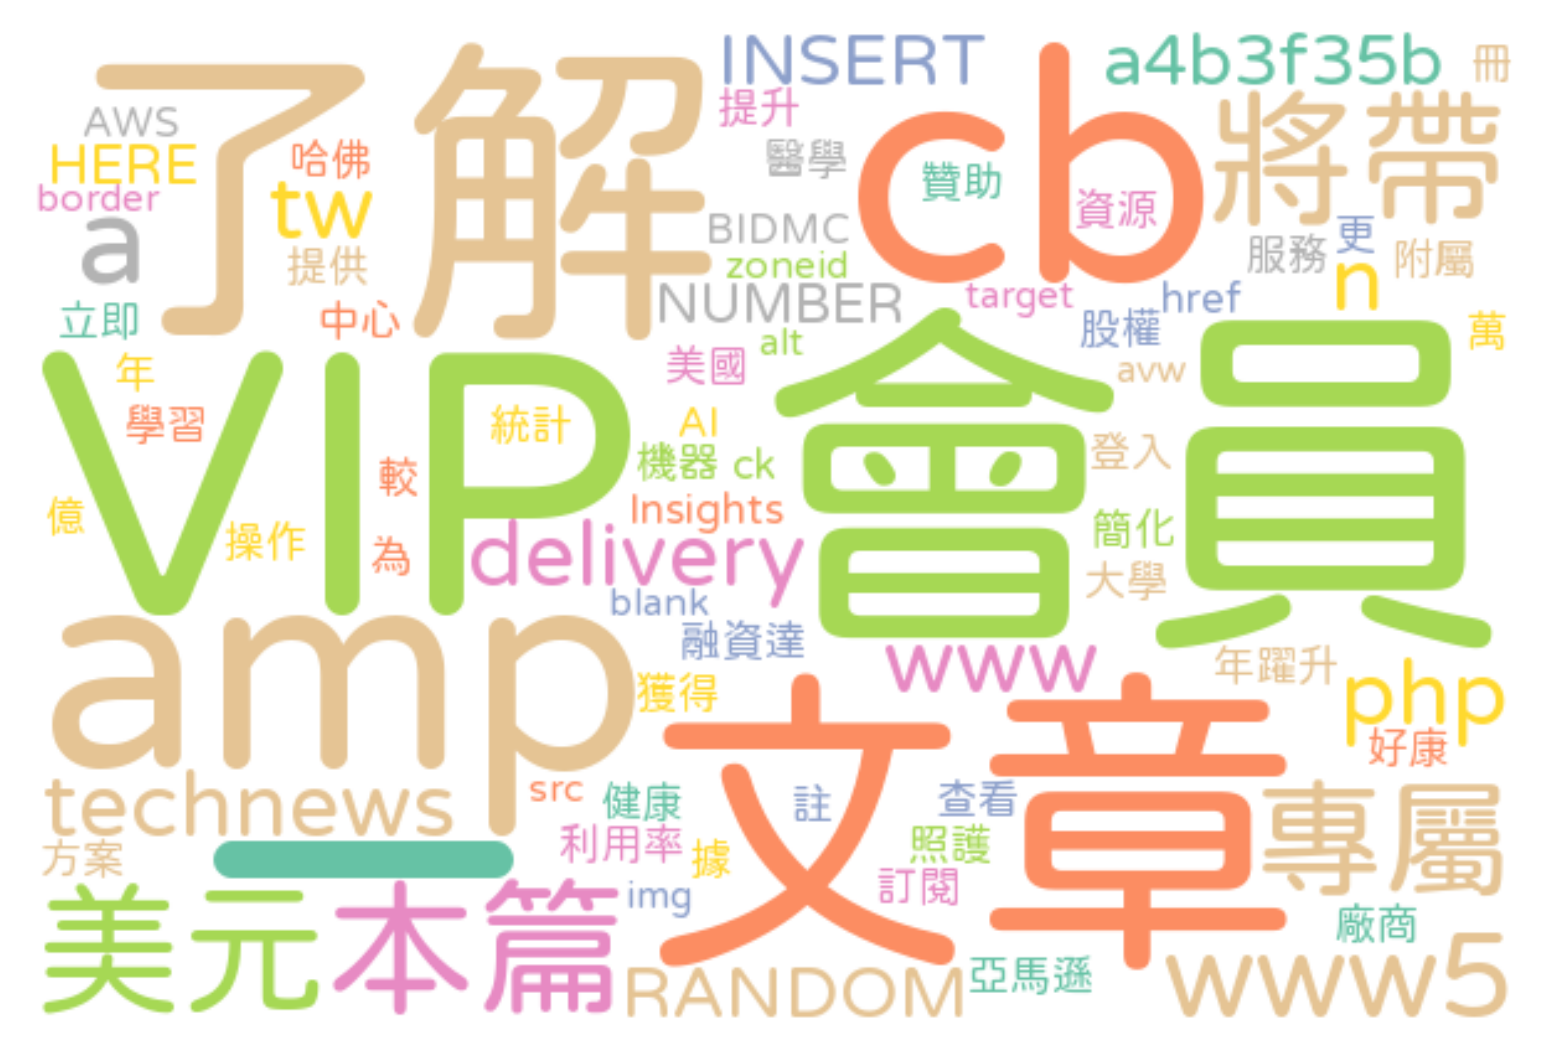 INSERT
a4b3f35b
冊
了解
cb
將帶
提升
AWS
HERE
哈佛
醫學
贊助
資源
border
tw
a
BIDMC
更
服務
附屬
提供
zoneid
n
NUMBER
target
href
立即
中心
alt
股權
萬
VIP
會員
年
美國
avw
學習
統計
AI
機器
ck
登入
較
億
Insights
操作
為
delivery
簡化
大學
blank
amp
融資達
www
年躍升
獲得
php
文章
好康
technews
src
健康
註
查看
專屬
方案
利用率
據
照護
美元
本篇
img
訂閱
廠商
RANDOM
亞馬遜
www5